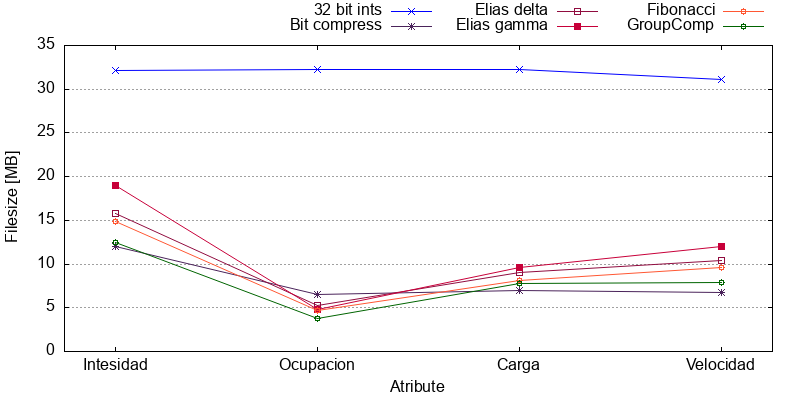 32 bit ints Elias delta Fibonacci
Bit compress Elias gamma GroupComp
35
30
25
20
15
10
5
0
Filesize [MB]
Intesidad Ocupacion Carga Velocidad
Atribute